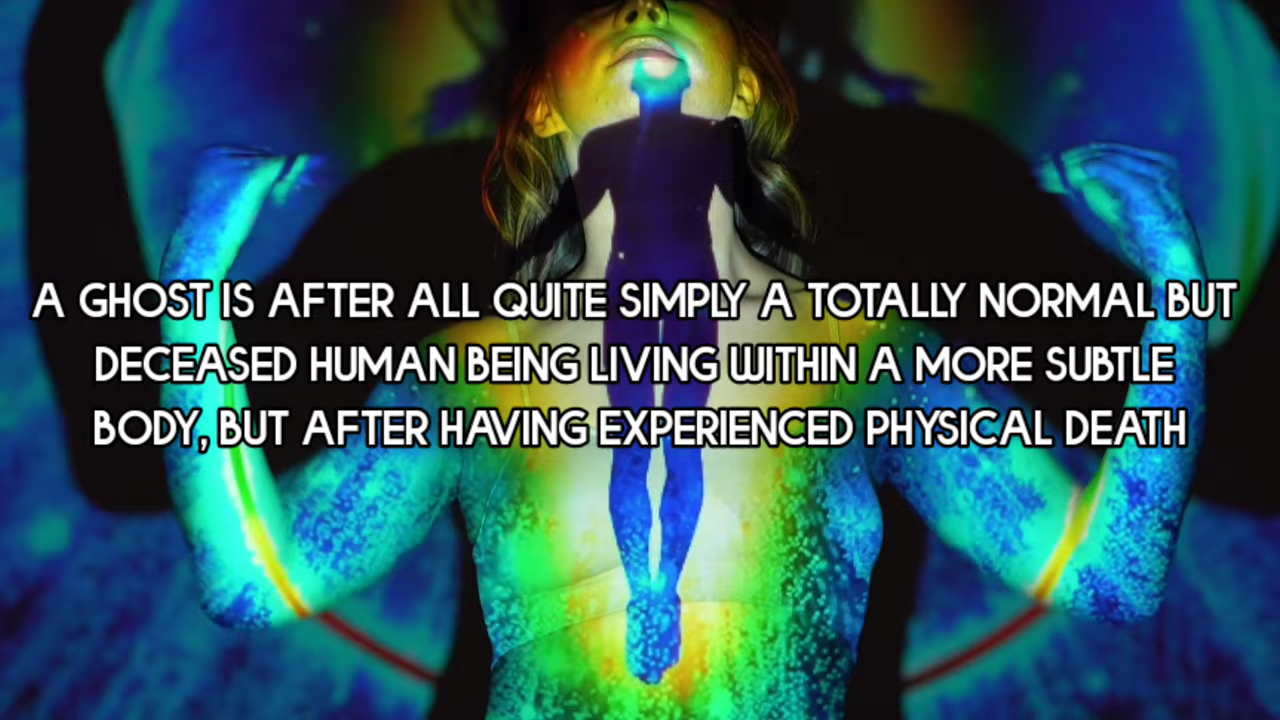 A GHOST IS AFTER ALL QUITE SIMPLY A TOTALLY NORMAL BUT
DECEASED HUMAN BEING LIVING WITHIN A MORE SUBTLE
BODY, BUT AFTER HAVING EXPERIENCED PHYSICAL DEATH